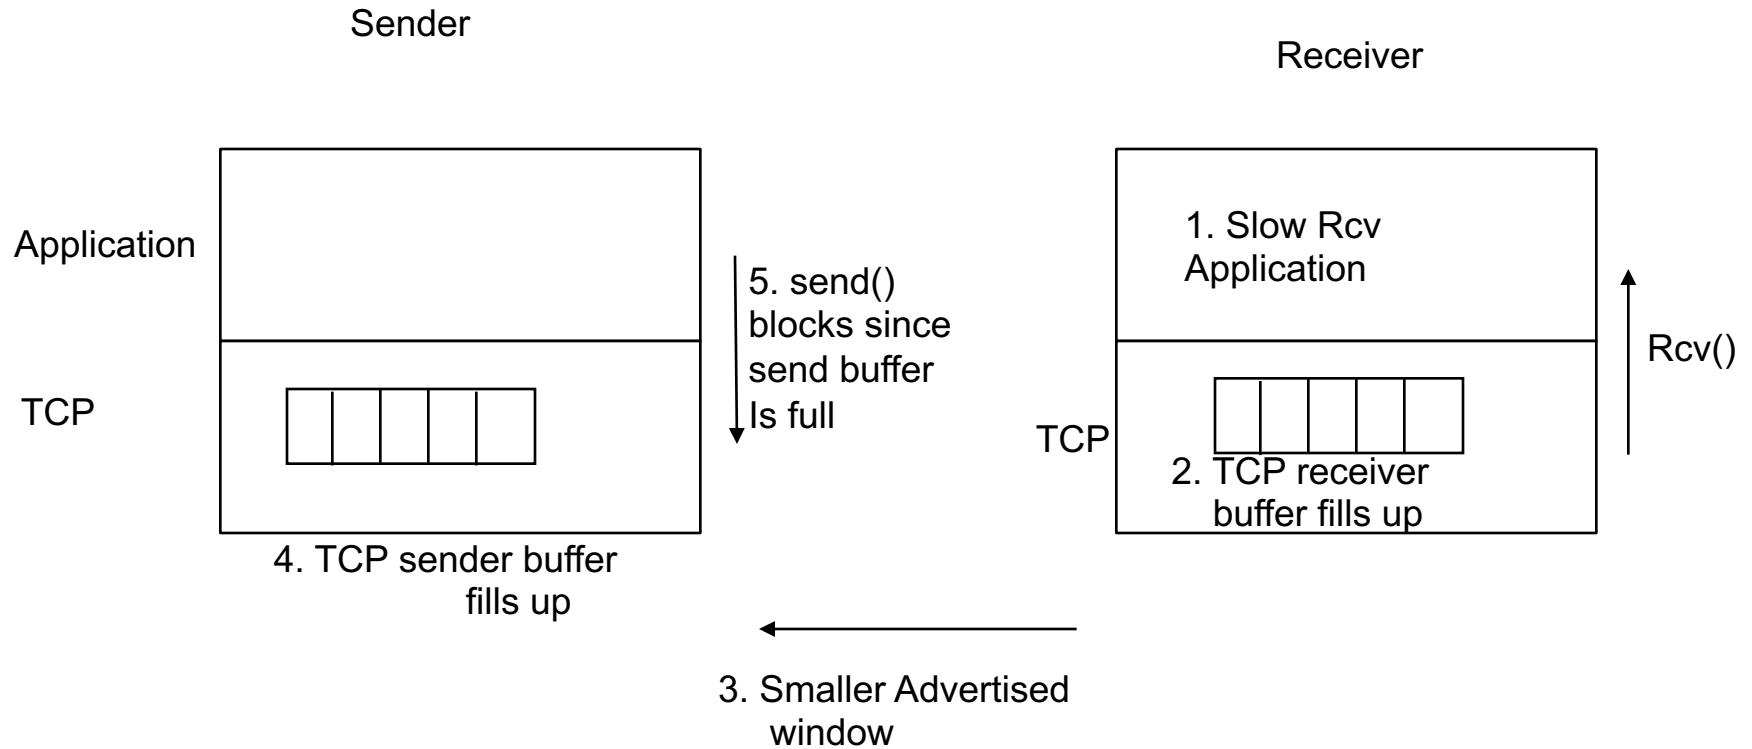 Sender
Receiver
Application
1. Slow Rcv
Application
5. send()
blocks since
send buffer
Is full
Rcv()
TCP
TCP
2. TCP receiver
buffer fills up
4. TCP sender buffer
fills up
3. Smaller Advertised
window